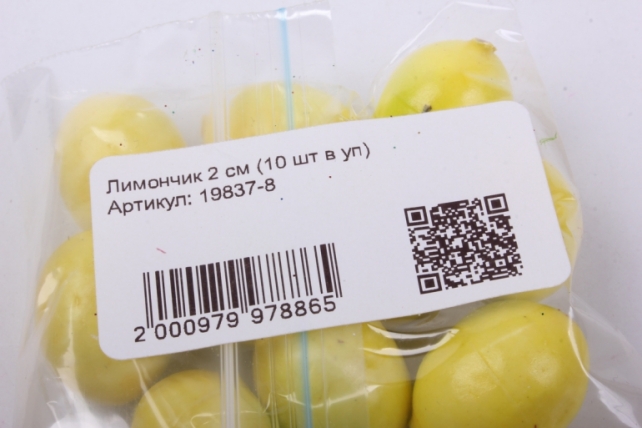 Лимончик 2 см (10 шт в уп)
Артикул: 19837-8
2 000979 978865